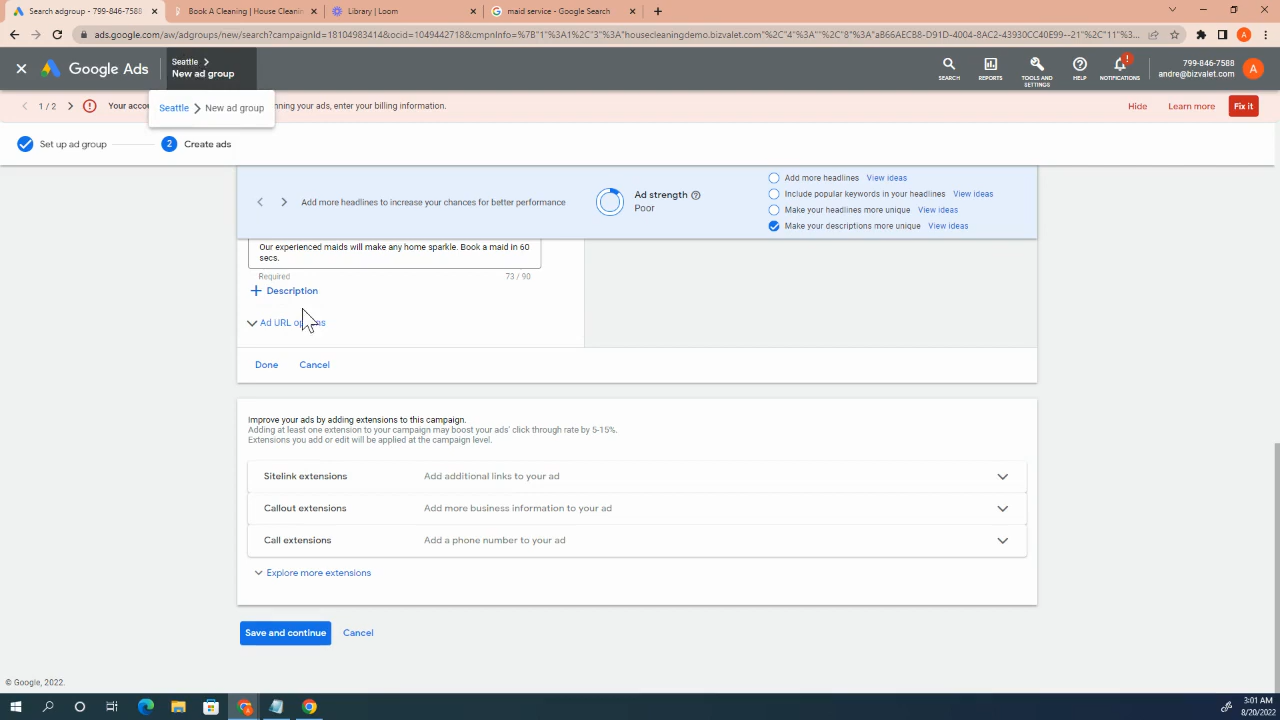 Search adgroup - 799-846-7588
Book A Cleaning | House Cleanin
Library | Loom
maid service - Google Search
ads.google.com/aw/adgroups/new/search?campaignId=18104983414&ocid=1049442718&cmpnInfo=%7B"1"%3A1%2C"3"%3A"housecleaningdemo.bizvalet.com"%2C"4"%2C"8"%3A"aB66AECB8-D91D-4004-8AC2-43930CC40E99--21"%2C"11"%3...
A
Google Ads
Seattle >
New ad group
SEARCH
REPORTS
TOOLS AND
SETTINGS
HELP
!
NOTIFICATIONS
799-846-7588
andre@bizvalet.com
A
1 / 2
Your accou
nning your ads, enter your billing information.
Hide
Learn more
Fix it
Seattle > New ad group
Set up ad group
2
Create ads
Add more headlines to increase your chances for better performance
Ad strength
Poor
Add more headlines View ideas
Include popular keywords in your headlines View ideas
Make your headlines more unique View ideas
Make your descriptions more unique View ideas
Our experienced maids will make any home sparkle. Book a maid in 60
secs.
Required
73 / 90
+ Description
Ad URL options
Done
Cancel
Improve your ads by adding extensions to this campaign.
Adding at least one extension to your campaign may boost your ads' click through rate by 5-15%.
Extensions you add or edit will be applied at the campaign level.
Sitelink extensions
Add additional links to your ad
Callout extensions
Add more business information to your ad
Call extensions
Add a phone number to your ad
Explore more extensions
Save and continue
Cancel
© Google, 2022.
3:01 AM
8/20/2022